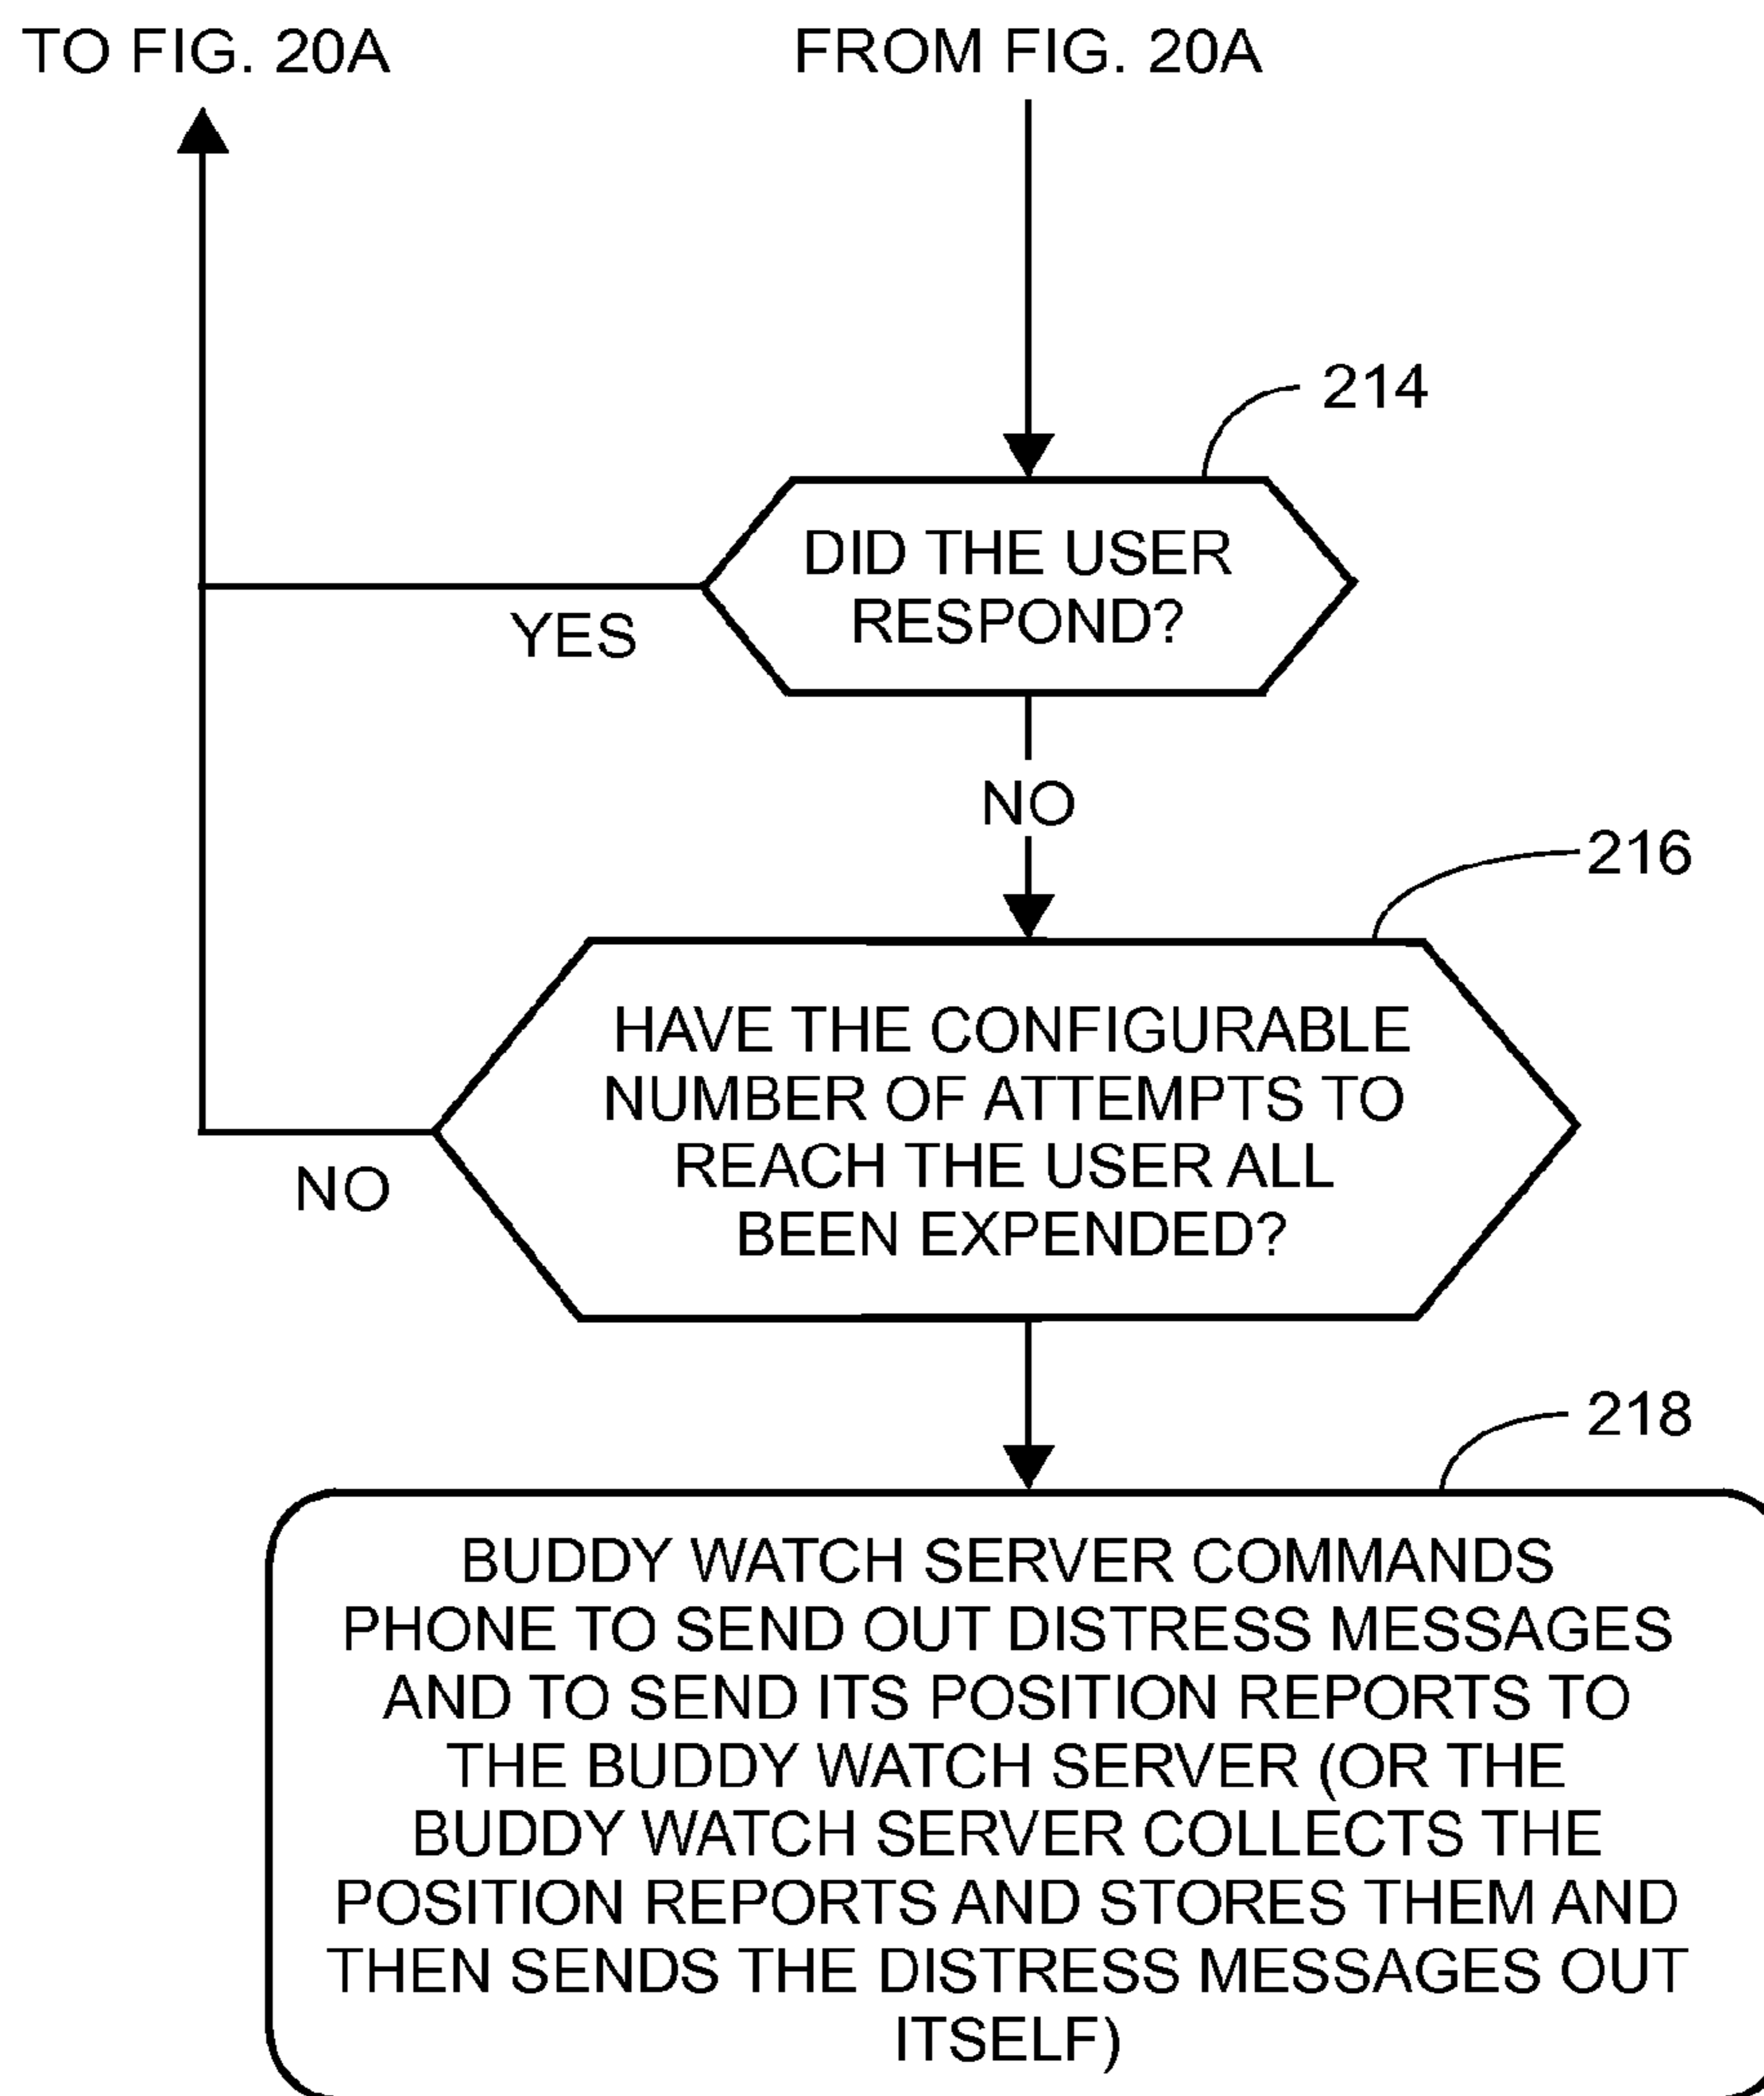 TO FIG. 20A
FROM FIG. 20A
214
DID THE USER
RESPOND?
YES
NO
216
HAVE THE CONFIGURABLE
NUMBER OF ATTEMPTS TO
REACH THE USER ALL
BEEN EXPENDED?
NO
218
BUDDY WATCH SERVER COMMANDS
PHONE TO SEND OUT DISTRESS MESSAGES
AND TO SEND ITS POSITION REPORTS TO
THE BUDDY WATCH SERVER (OR THE
BUDDY WATCH SERVER COLLECTS THE
POSITION REPORTS AND STORES THEM AND
THEN SENDS THE DISTRESS MESSAGES OUT
ITSELF)